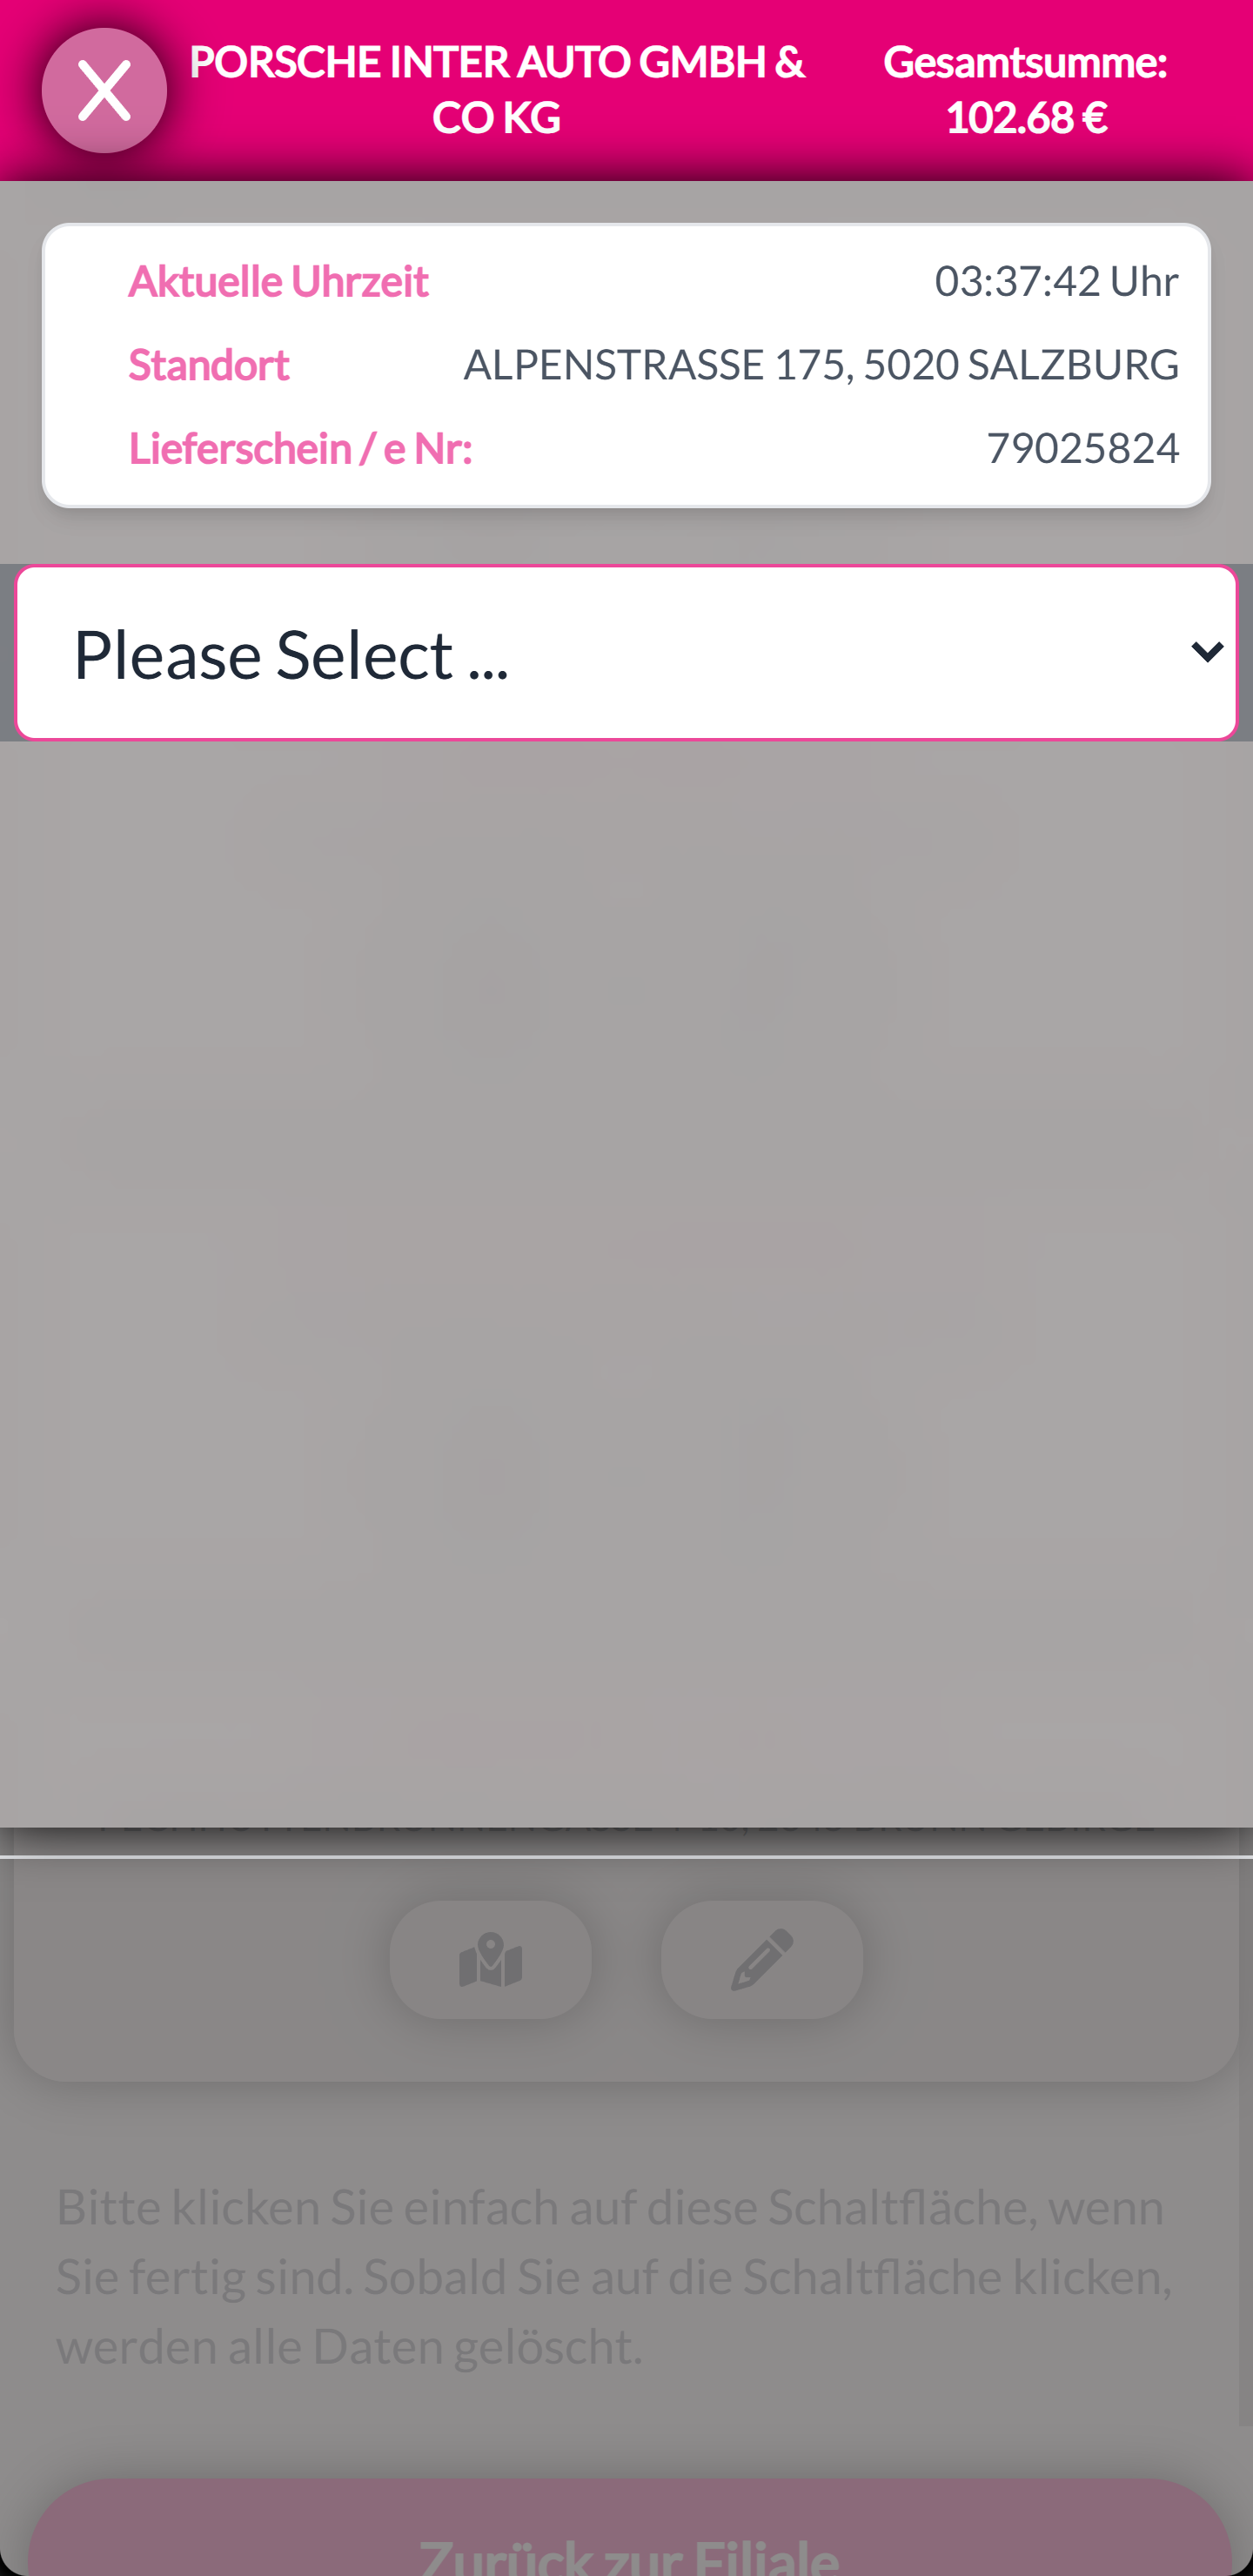 PORSCHE INTER AUTO GMBH &
CO KG
Gesamtsumme:
102.68 €
Aktuelle Uhrzeit 03:37:42 Uhr
Standort ALPENSTRASSE 175, 5020 SALZBURG
Lieferschein / e Nr: 79025824
Please Select ...
Bitte klicken Sie einfach auf diese Schaltfläche, wenn
Sie fertig sind. Sobald Sie auf die Schaltfläche klicken,
werden alle Daten gelöscht.
Zurück zur Filiale